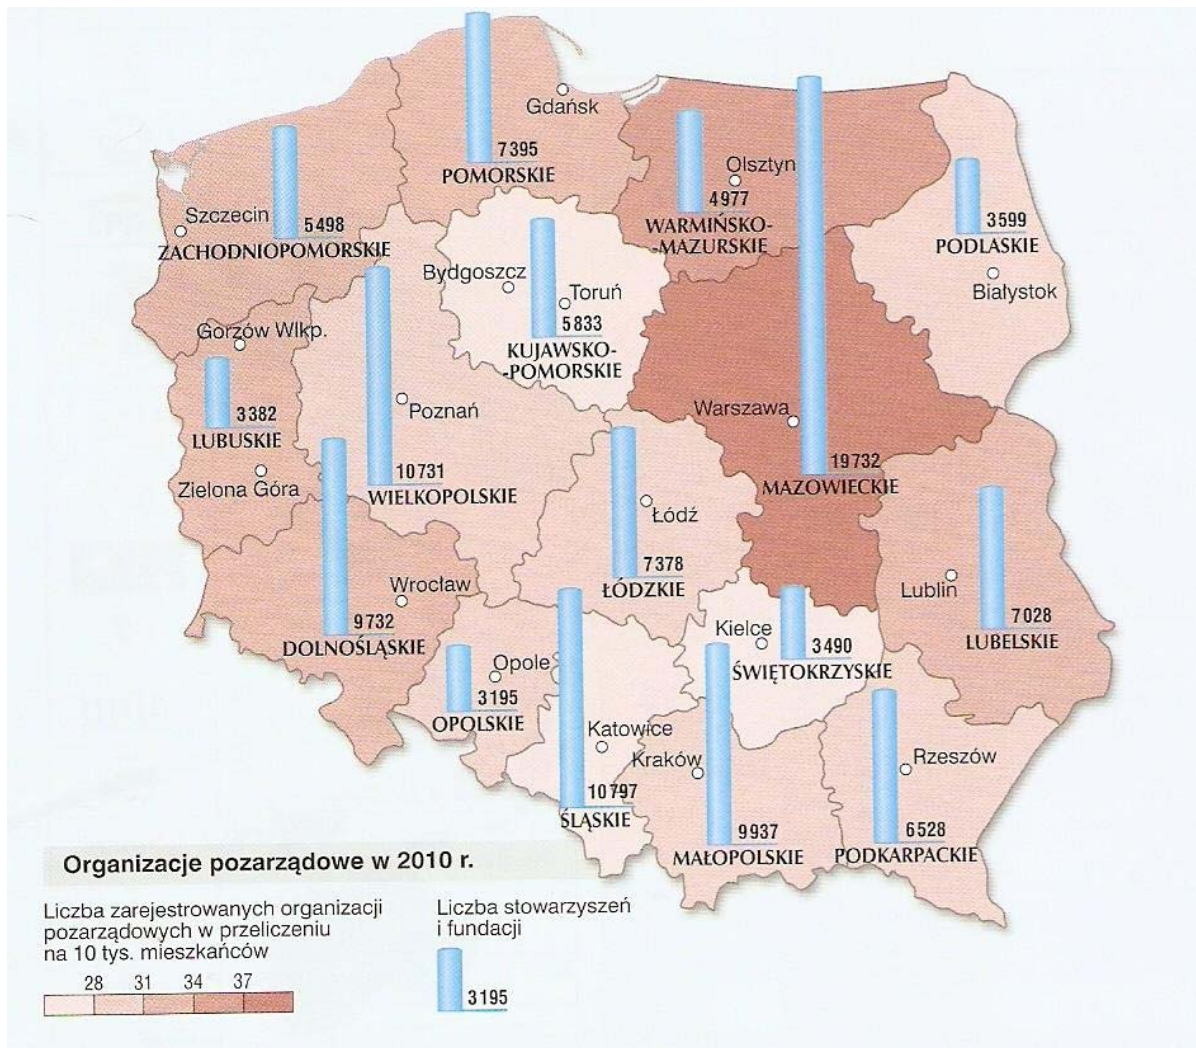 Gdańsk
7395
POMORSKIE
Olsztyn
4977
WARMIŃSKO-
-MAZURSKIE
Szczecin
5498
ZACHODNIOPOMORSKIE
3599
PODLASKIE
Białystok
Bydgoszcz
Toruń
5833
KUJAWSKO-
-POMORSKIE
Gorzów Wlkp.
3382
LUBUSKIE
Zielona Góra
Poznań
10731
WIELKOPOLSKIE
Warszawa
19732
MAZOWIECKIE
Łódź
7378
ŁÓDZKIE
Wrocław
9732
DOLNOŚLĄSKIE
Lublin
7028
LUBELSKIE
Kielce
3490
ŚWIĘTOKRZYSKIE
Opole
3195
OPOLSKIE
Katowice
10797
ŚLĄSKIE
Kraków
9937
MAŁOPOLSKIE
Rzeszów
6528
PODKARPACKIE
Organizacje pozarządowe w 2010 r.
Liczba zarejestrowanych organizacji
pozarządowych w przeliczeniu
na 10 tys. mieszkańców
28 31 34 37
Liczba stowarzyszeń
i fundacji
3195